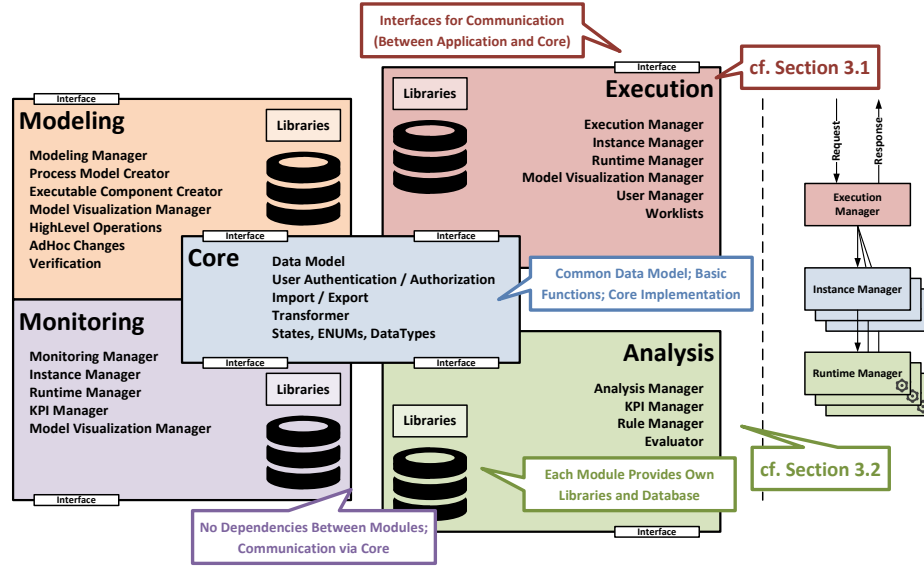 Interfaces for Communication
(Between Application and Core)
Interface
cf. Section 3.1
Libraries
Execution
Execution Manager
Instance Manager
Runtime Manager
Model Visualization Manager
User Manager
Worklists
Interface
Modeling
Libraries
Modeling Manager
Process Model Creator
Executable Component Creator
Model Visualization Manager
HighLevel Operations
AdHoc Changes
Verification
Interface
Interface
Core
Data Model
User Authentication / Authorization
Import / Export
Transformer
States, ENUMs, DataTypes
Interface
Interface
Common Data Model; Basic
Functions; Core Implementation
Monitoring
Monitoring Manager
Instance Manager
Runtime Manager
KPI Manager
Model Visualization Manager
Libraries
Interface
No Dependencies Between Modules;
Communication via Core
Analysis
Analysis Manager
KPI Manager
Rule Manager
Evaluator
Libraries
Each Module Provides Own
Libraries and Database
Interface
cf. Section 3.2
Request
Response
Execution
Manager
Instance Manager
Runtime Manager